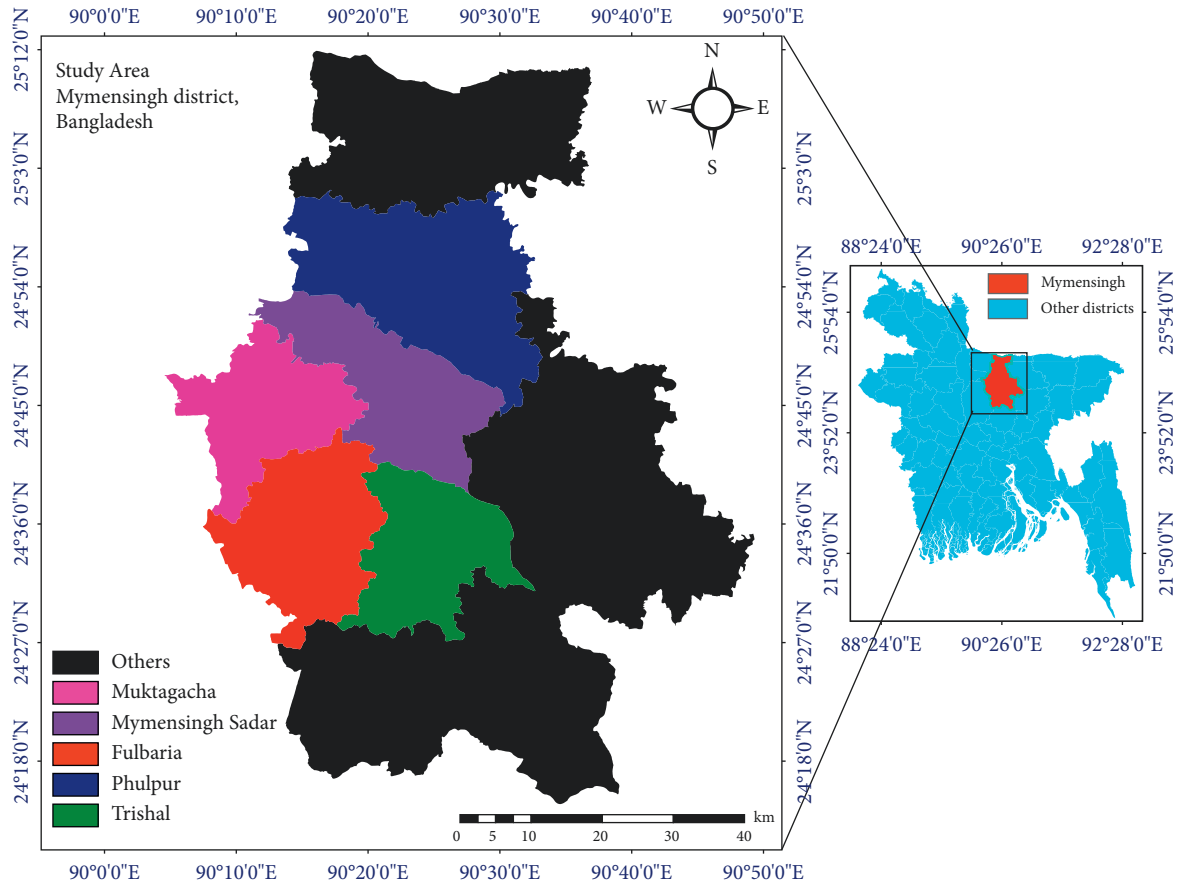 90°0'0"E 90°10'0"E 90°20'0"E 90°30'0"E 90°40'0"E 90°50'0"E
25°12'0"N
25°3'0"N
24°54'0"N
24°45'0"N
24°36'0"N
24°27'0"N
24°18'0"N
Study Area
Mymensingh district,
Bangladesh
N
W E
S
Others
Muktagacha
Mymensingh Sadar
Fulbaria
Phulpur
Trishal
km
0 5 10 20 30 40
25°12'0"N
25°3'0"N
24°54'0"N
24°45'0"N
24°36'0"N
24°27'0"N
24°18'0"N
90°0'0"E 90°10'0"E 90°20'0"E 90°30'0"E 90°40'0"E 90°50'0"E
88°24'0"E 90°26'0"E 92°28'0"E
25°54'0"N
23°52'0"N
21°50'0"N
Mymensingh
Other districts
25°54'0"N
23°52'0"N
21°50'0"N
88°24'0"E 90°26'0"E 92°28'0"E